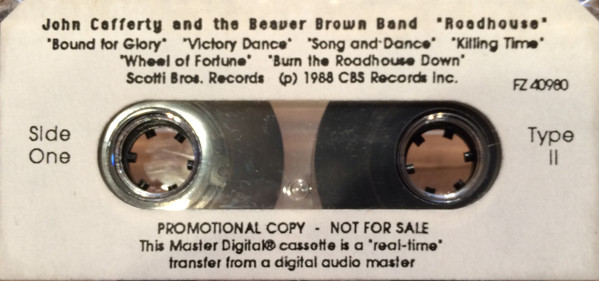 John Cafferty and the Beaver Brown Band "Roadhouse"
"Bound for Glory" "Victory Dance" "Song and Dance" "Killing Time"
"Wheel of Fortune" "Burn the Roadhouse Down"
Scotti Bros. Records (p) 1988 CBS Records Inc.
FZ 40980
Side One
Type II
PROMOTIONAL COPY - NOT FOR SALE
This Master Digital® cassette is a "real-time"
transfer from a digital audio master